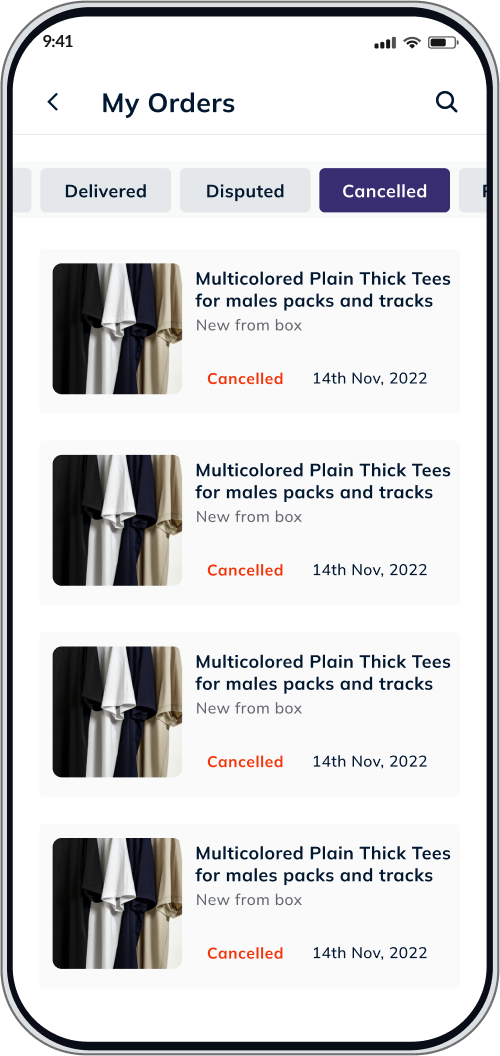 9:41
My Orders
Delivered Disputed Cancelled
Multicolored Plain Thick Tees
for males packs and tracks
New from box
Cancelled 14th Nov, 2022
Multicolored Plain Thick Tees
for males packs and tracks
New from box
Cancelled 14th Nov, 2022
Multicolored Plain Thick Tees
for males packs and tracks
New from box
Cancelled 14th Nov, 2022
Multicolored Plain Thick Tees
for males packs and tracks
New from box
Cancelled 14th Nov, 2022